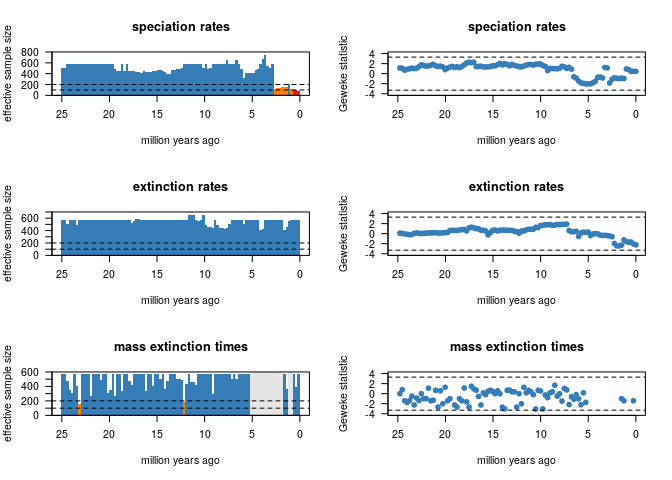 speciation rates
effective sample size
800
600
400
200
0
25 20 15 10 5 0
million years ago
speciation rates
Geweke statistic
4
2
0
-2
-4
25 20 15 10 5 0
million years ago
extinction rates
effective sample size
600
400
200
0
25 20 15 10 5 0
million years ago
extinction rates
Geweke statistic
4
2
0
-2
-4
25 20 15 10 5 0
million years ago
mass extinction times
effective sample size
600
400
200
0
25 20 15 10 5 0
million years ago
mass extinction times
Geweke statistic
4
2
0
-2
-4
25 20 15 10 5 0
million years ago